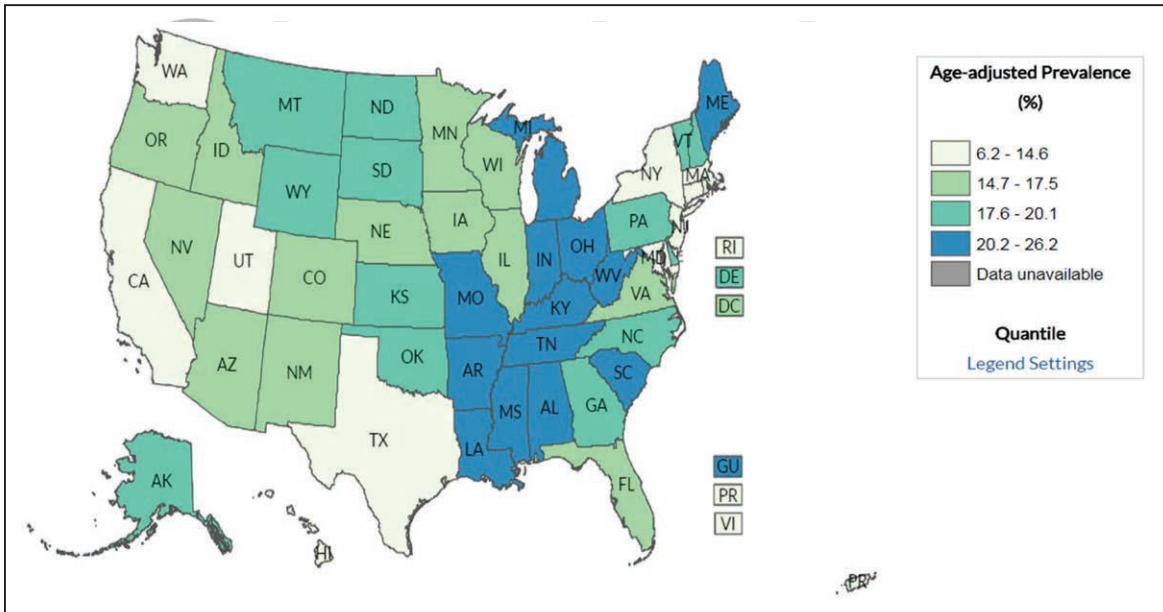 WA
MT
ND
OR
ID
MN
WI
MI
ME
VT
NY
MA
WY
SD
IA
NE
PA
NJ
NV
UT
CO
IL
IN
OH
MD
WV
VA
CA
KS
MO
KY
AZ
NM
OK
AR
TN
NC
SC
MS
AL
GA
TX
LA
FL
AK
HI
PR
RI
DE
DC
GU
PR
VI
Age-adjusted Prevalence
(%)
6.2 - 14.6
14.7 - 17.5
17.6 - 20.1
20.2 - 26.2
Data unavailable
Quantile
Legend Settings